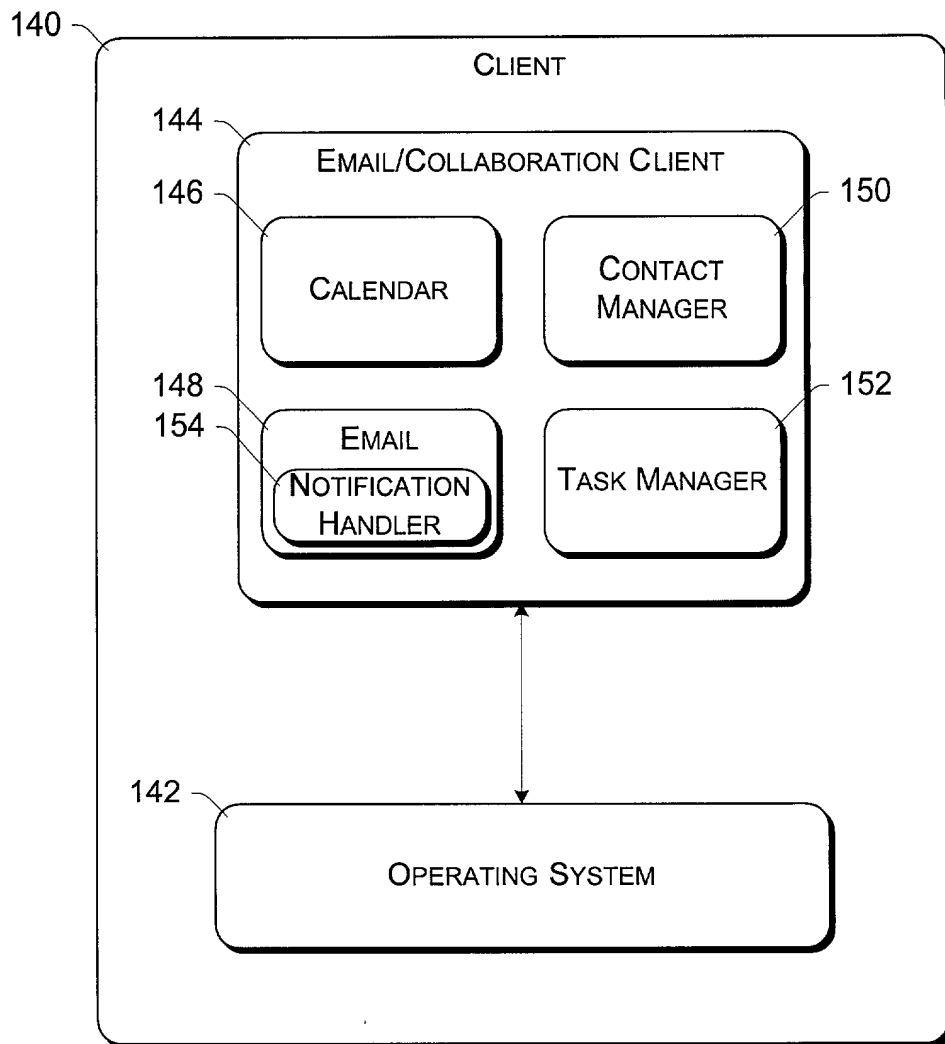 140
CLIENT
144
EMAIL/COLLABORATION CLIENT
146
150
CALENDAR
CONTACT
MANAGER
148
152
154
EMAIL
NOTIFICATION
HANDLER
TASK MANAGER
142
OPERATING SYSTEM